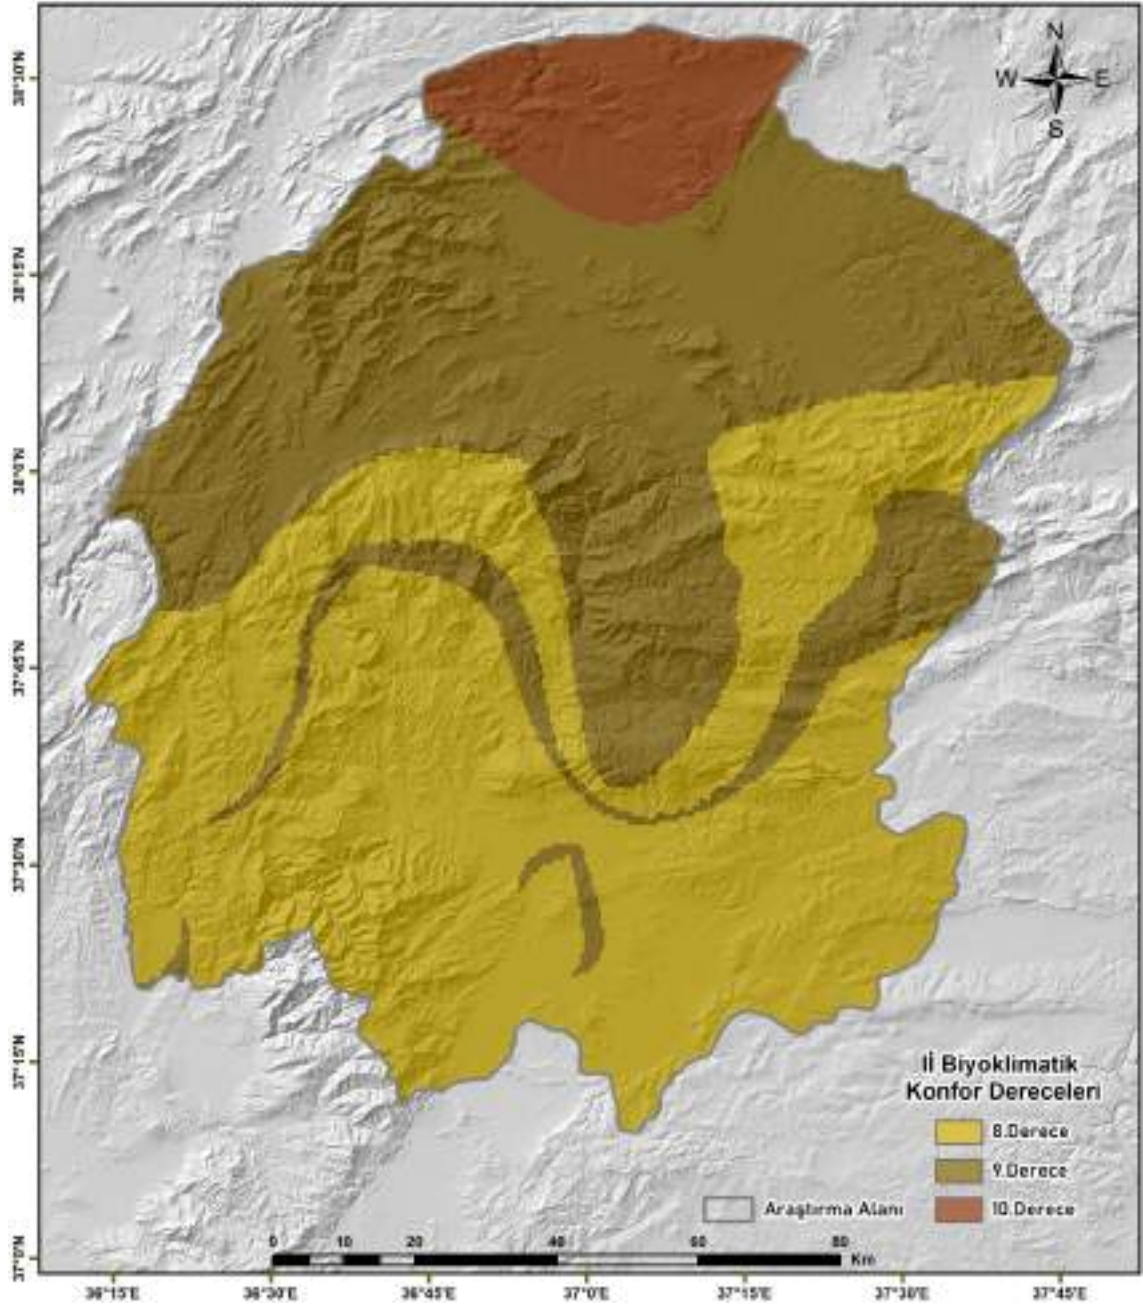 N
W E
S
38°30'N
38°15'N
38°0'N
37°45'N
37°30'N
37°15'N
37°0'N
İİ Biyoklimatik
Konfor Dereceleri
8.Derece
9.Derece
10.Derece
Araştırma Alanı
0 10 20 40 60 80
Km
36°15'E 36°30'E 36°45'E 37°0'E 37°15'E 37°30'E 37°45'E